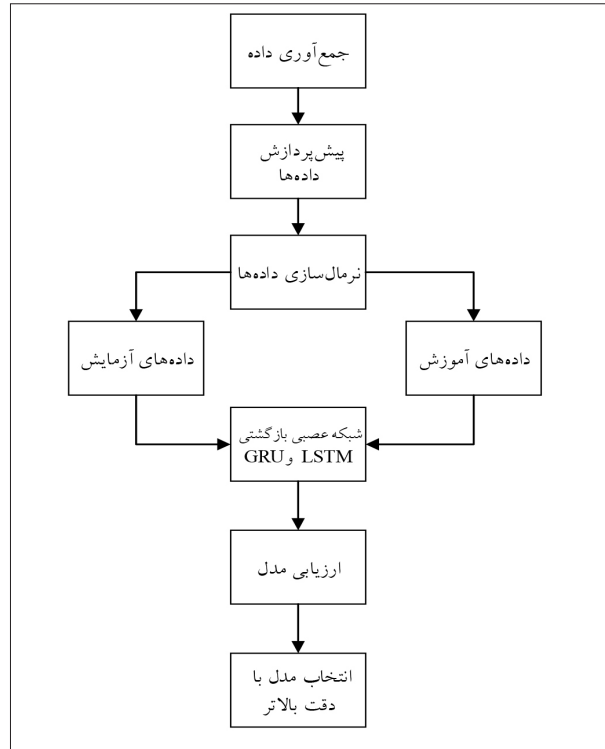 جمع‌آوری داده
پیش‌پردازش
داده‌ها
نرمال‌سازی داده‌ها
داده‌های آموزش
داده‌های آزمایش
شبکه عصبی بازگشتی
LSTM و GRU
ارزیابی مدل
انتخاب مدل با
دقت بالاتر